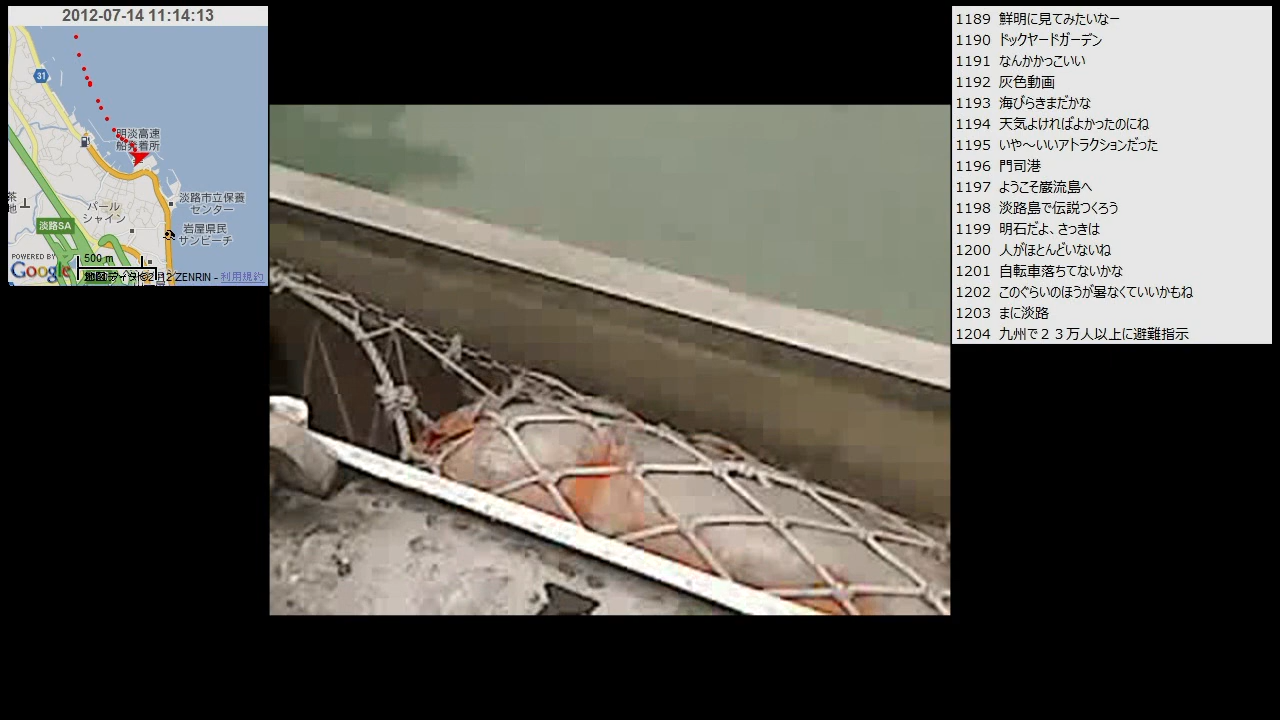 2012-07-14 11:14:13
31
明淡高速
船発着所
淡路市立保養
センター
パール
シャイン
茶
地
淡路SA
岩屋県民
サンビーチ
POWERED BY
Google
500 m
ZENRIN - 利用規約
1189 鮮明に見てみたいなー
1190 ドックヤードガーデン
1191 なんかかっこいい
1192 灰色動画
1193 海びらきまだかな
1194 天気よければよかったのにね
1195 いや～いいアトラクションだった
1196 門司港
1197 ようこそ巌流島へ
1198 淡路島で伝説つくろう
1199 明石だよ、さっきは
1200 人がほとんどいないね
1201 自転車落ちてないかな
1202 このぐらいのほうが暑なくていいかもね
1203 まに淡路
1204 九州で２３万人以上に避難指示